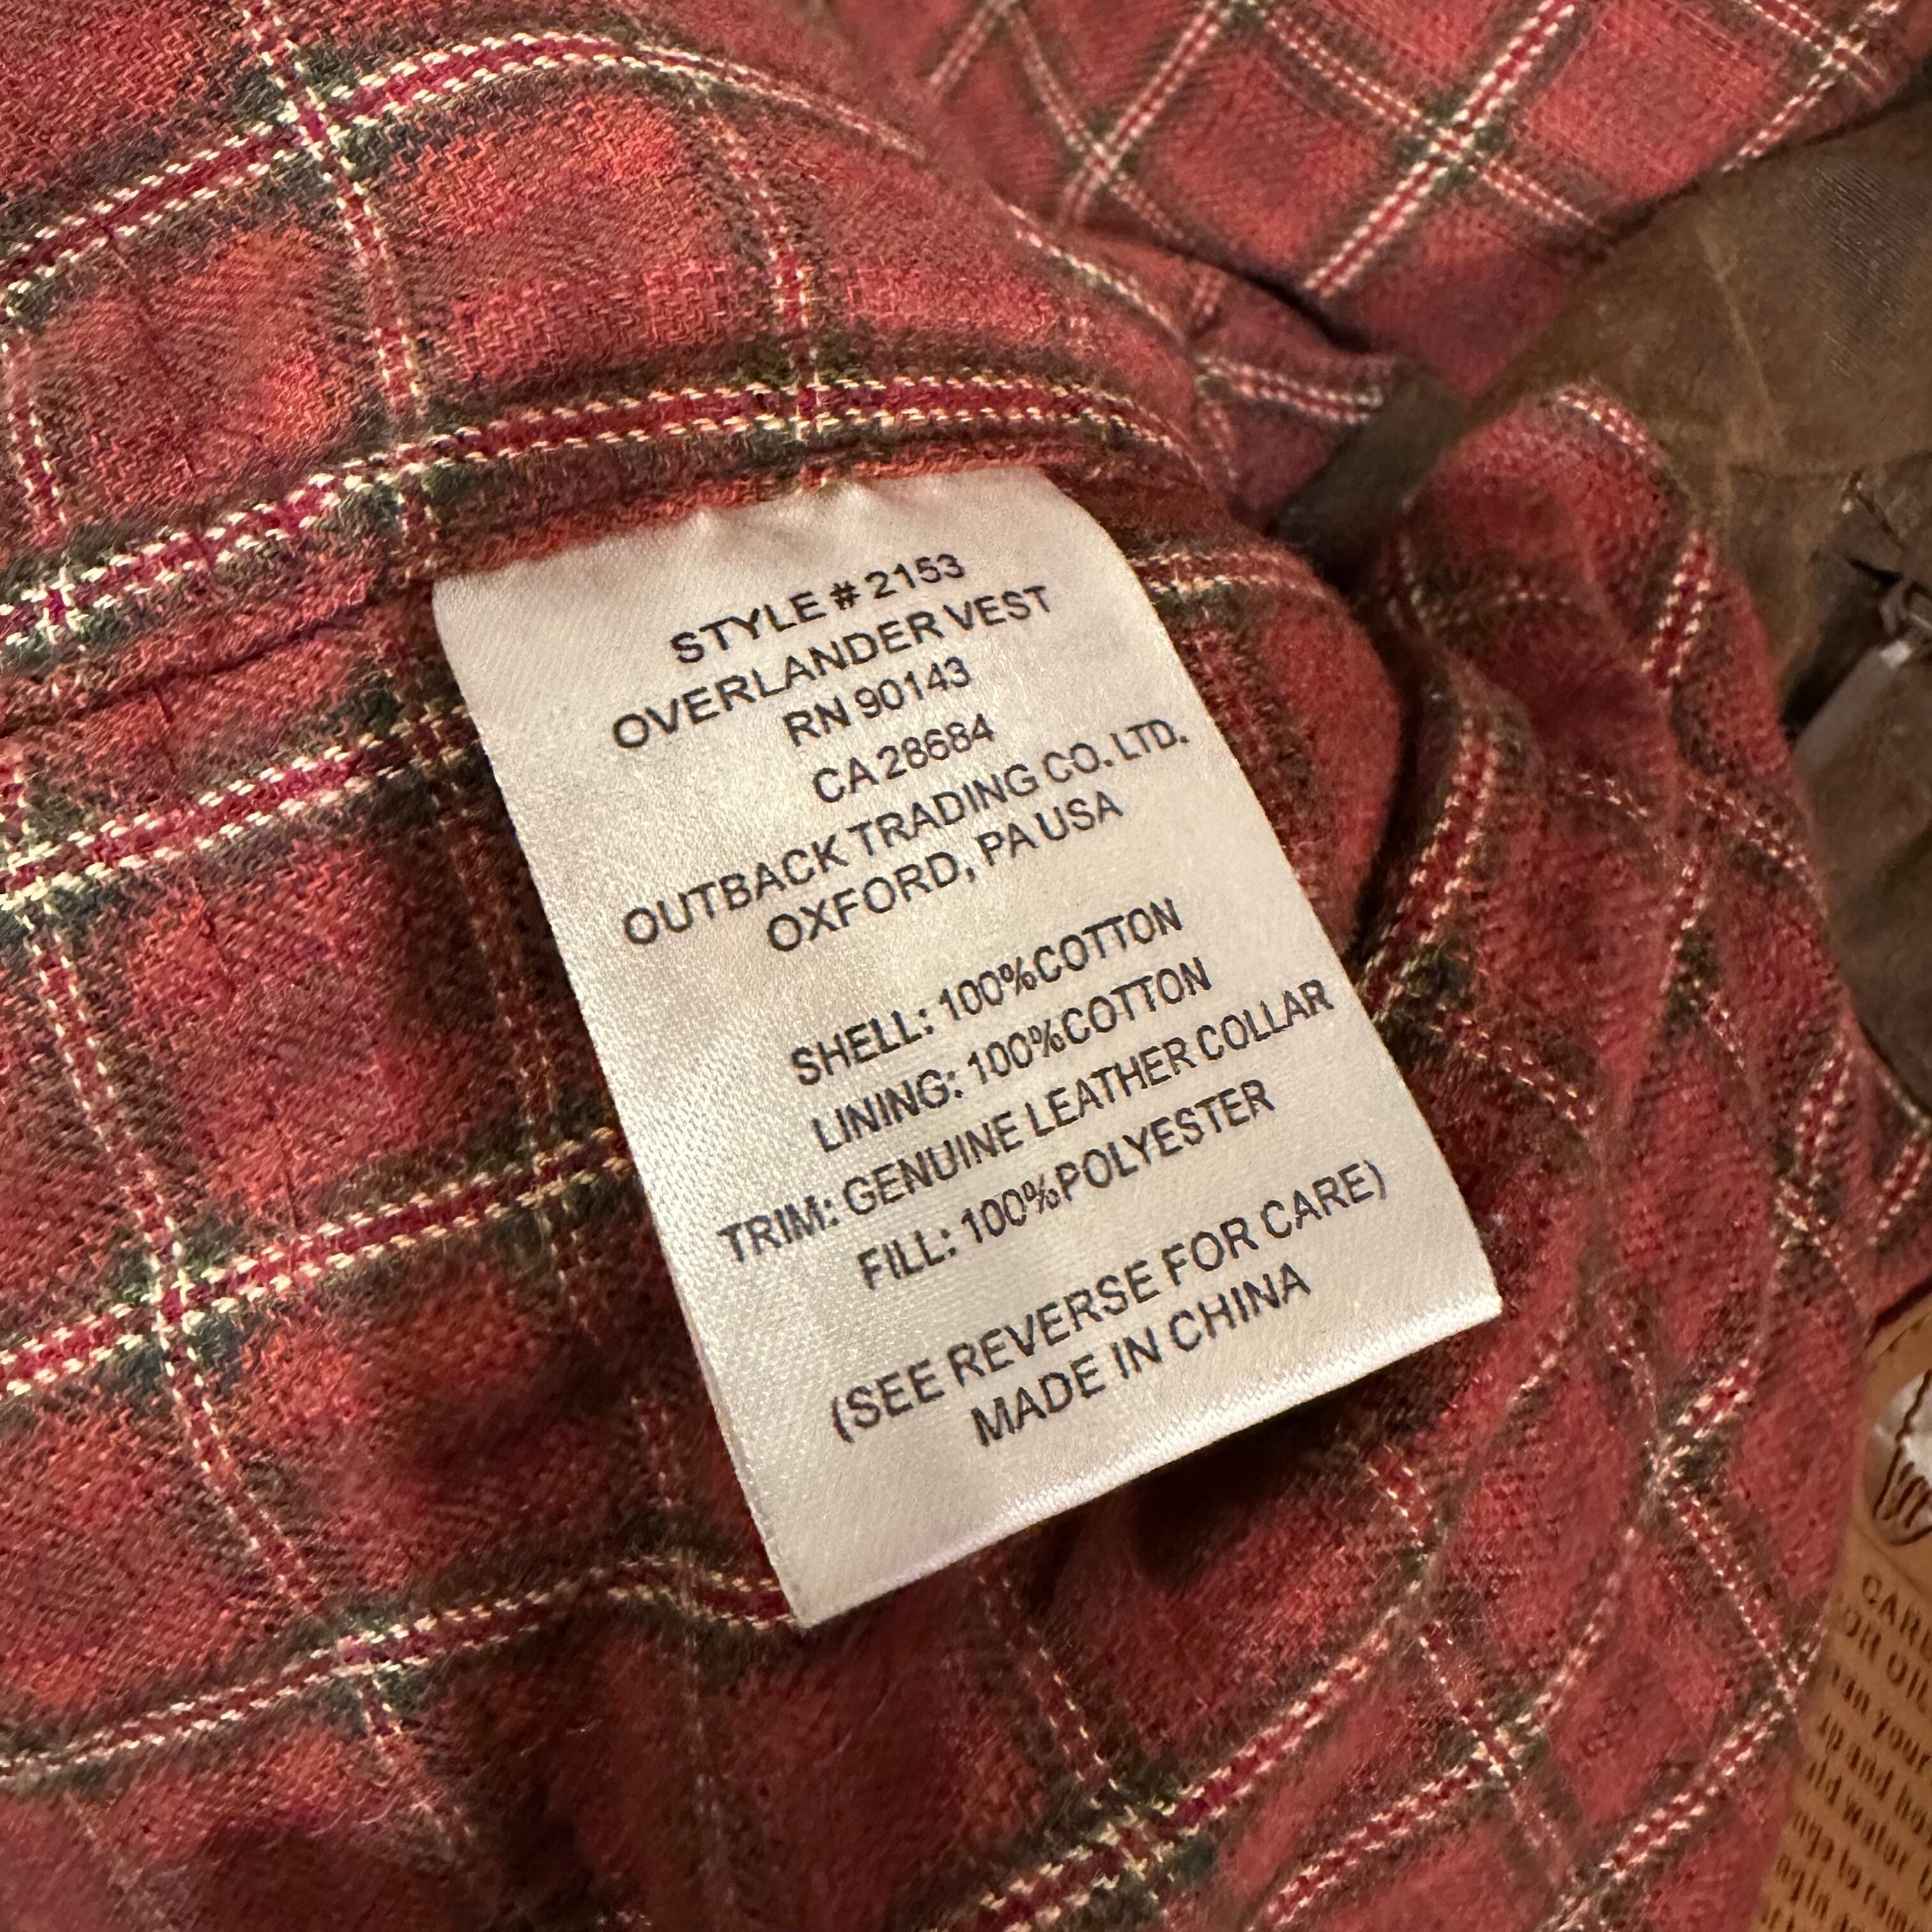 STYLE # 2153
OVERLANDER VEST
RN 90143
CA 28684
OUTBACK TRADING CO. LTD.
OXFORD, PA USA
SHELL: 100%COTTON
LINING: 100%COTTON
TRIM: GENUINE LEATHER COLLAR
FILL: 100%POLYESTER
(SEE REVERSE FOR CARE)
MADE IN CHINA